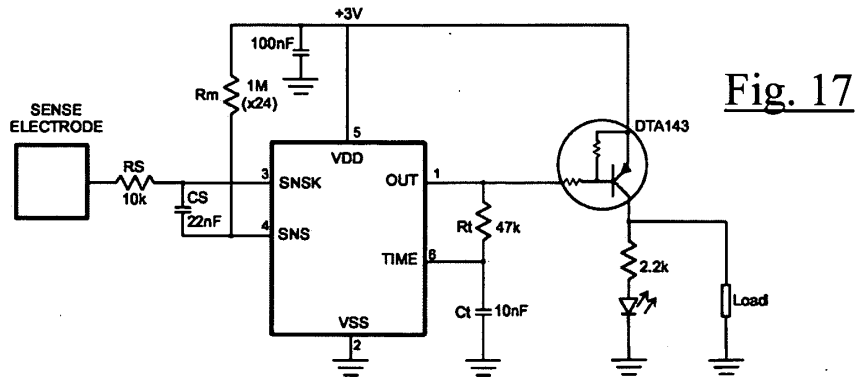 +3V
100nF
Rm
1M
(x24)
Fig. 17
SENSE
ELECTRODE
DTA143
5
VDD
RS
10k
3
SNSK
OUT
1
CS
22nF
4
SNS
Rt
47k
TIME
6
2.2k
Load
Ct
10nF
VSS
2